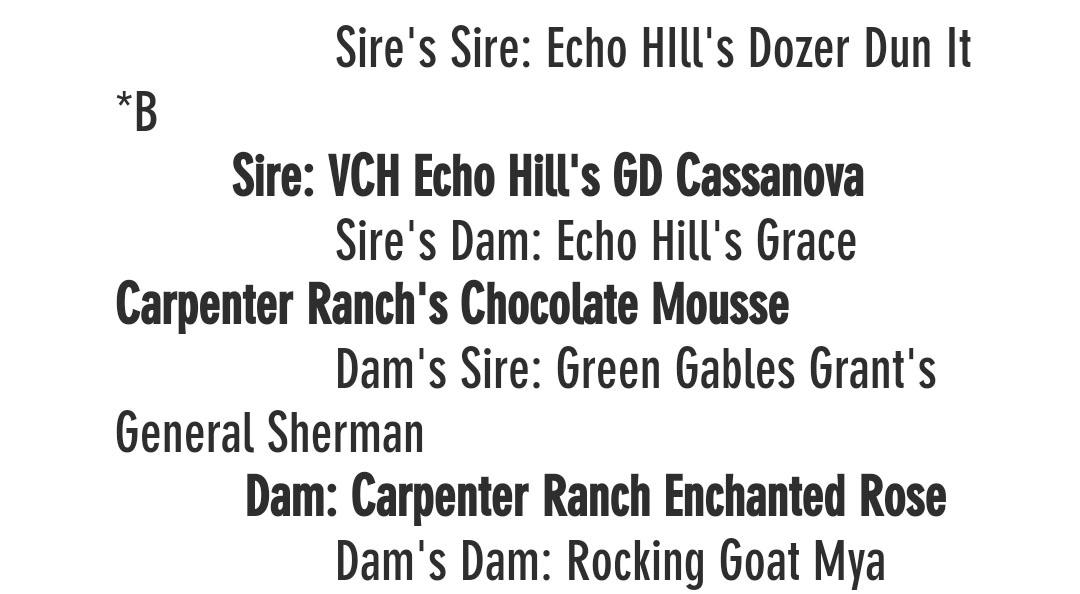 Sire's Sire: Echo HIll's Dozer Dun It
*B
Sire: VCH Echo Hill's GD Cassanova
Sire's Dam: Echo Hill's Grace
Carpenter Ranch's Chocolate Mousse
Dam's Sire: Green Gables Grant's
General Sherman
Dam: Carpenter Ranch Enchanted Rose
Dam's Dam: Rocking Goat Mya